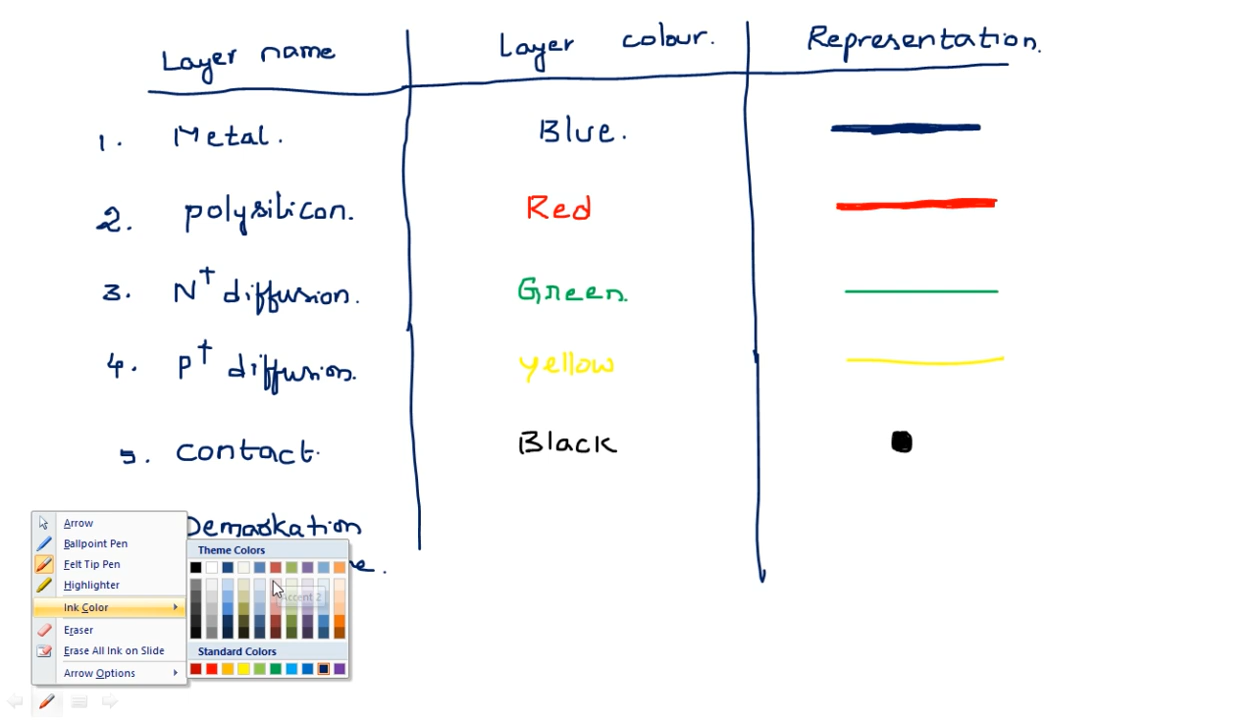 Layer name Layer colour. Representation.
1. Metal. Blue.
2. polysilicon. Red
3. N+ diffusion. Green.
4. P+ diffusion. yellow
5. Contact. Black
Demarkation
e.
Arrow
Ballpoint Pen
Felt Tip Pen
Highlighter
Ink Color
Eraser
Erase All Ink on Slide
Arrow Options
Theme Colors
Accent 2
Standard Colors